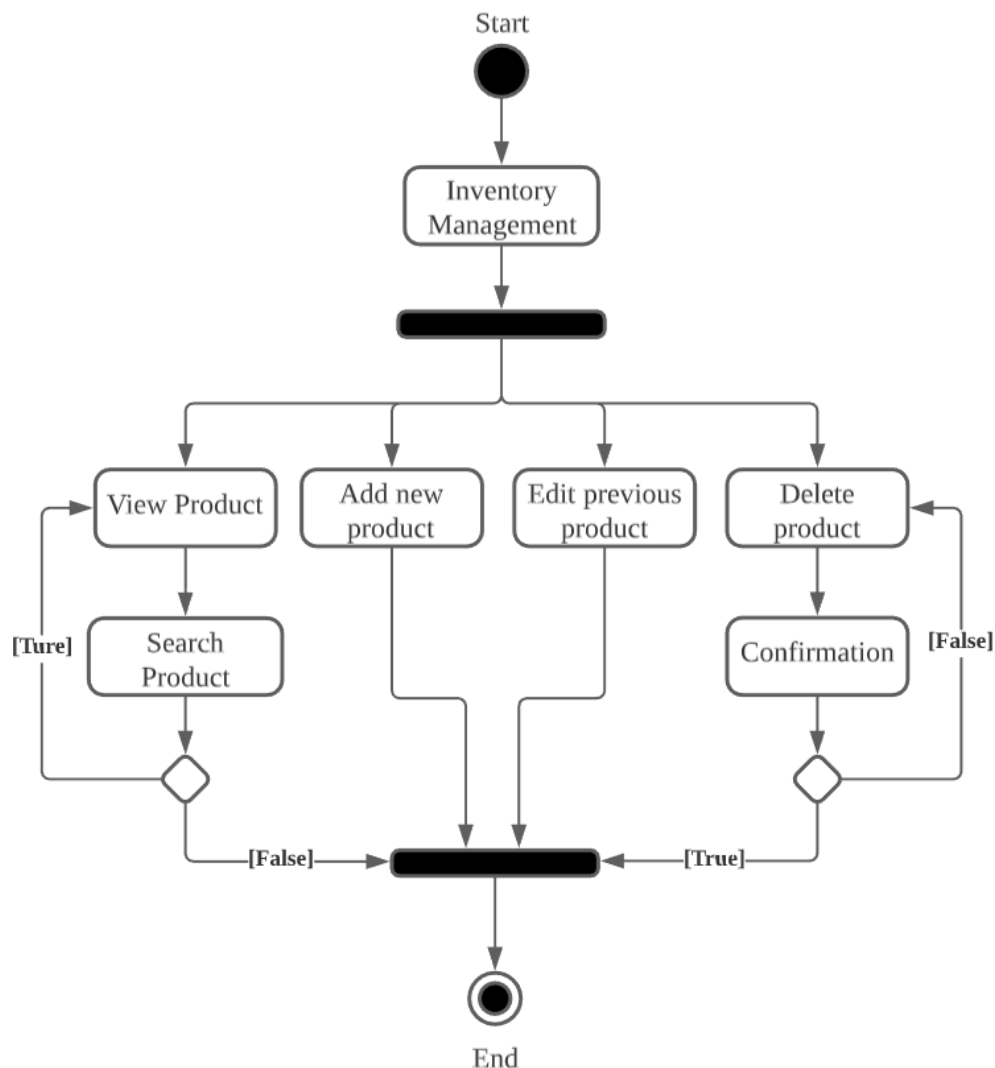 Start
Inventory
Management
View Product
Add new
product
Edit previous
product
Delete
product
[Ture]
Search
Product
Confirmation
[False]
[False]
[True]
End